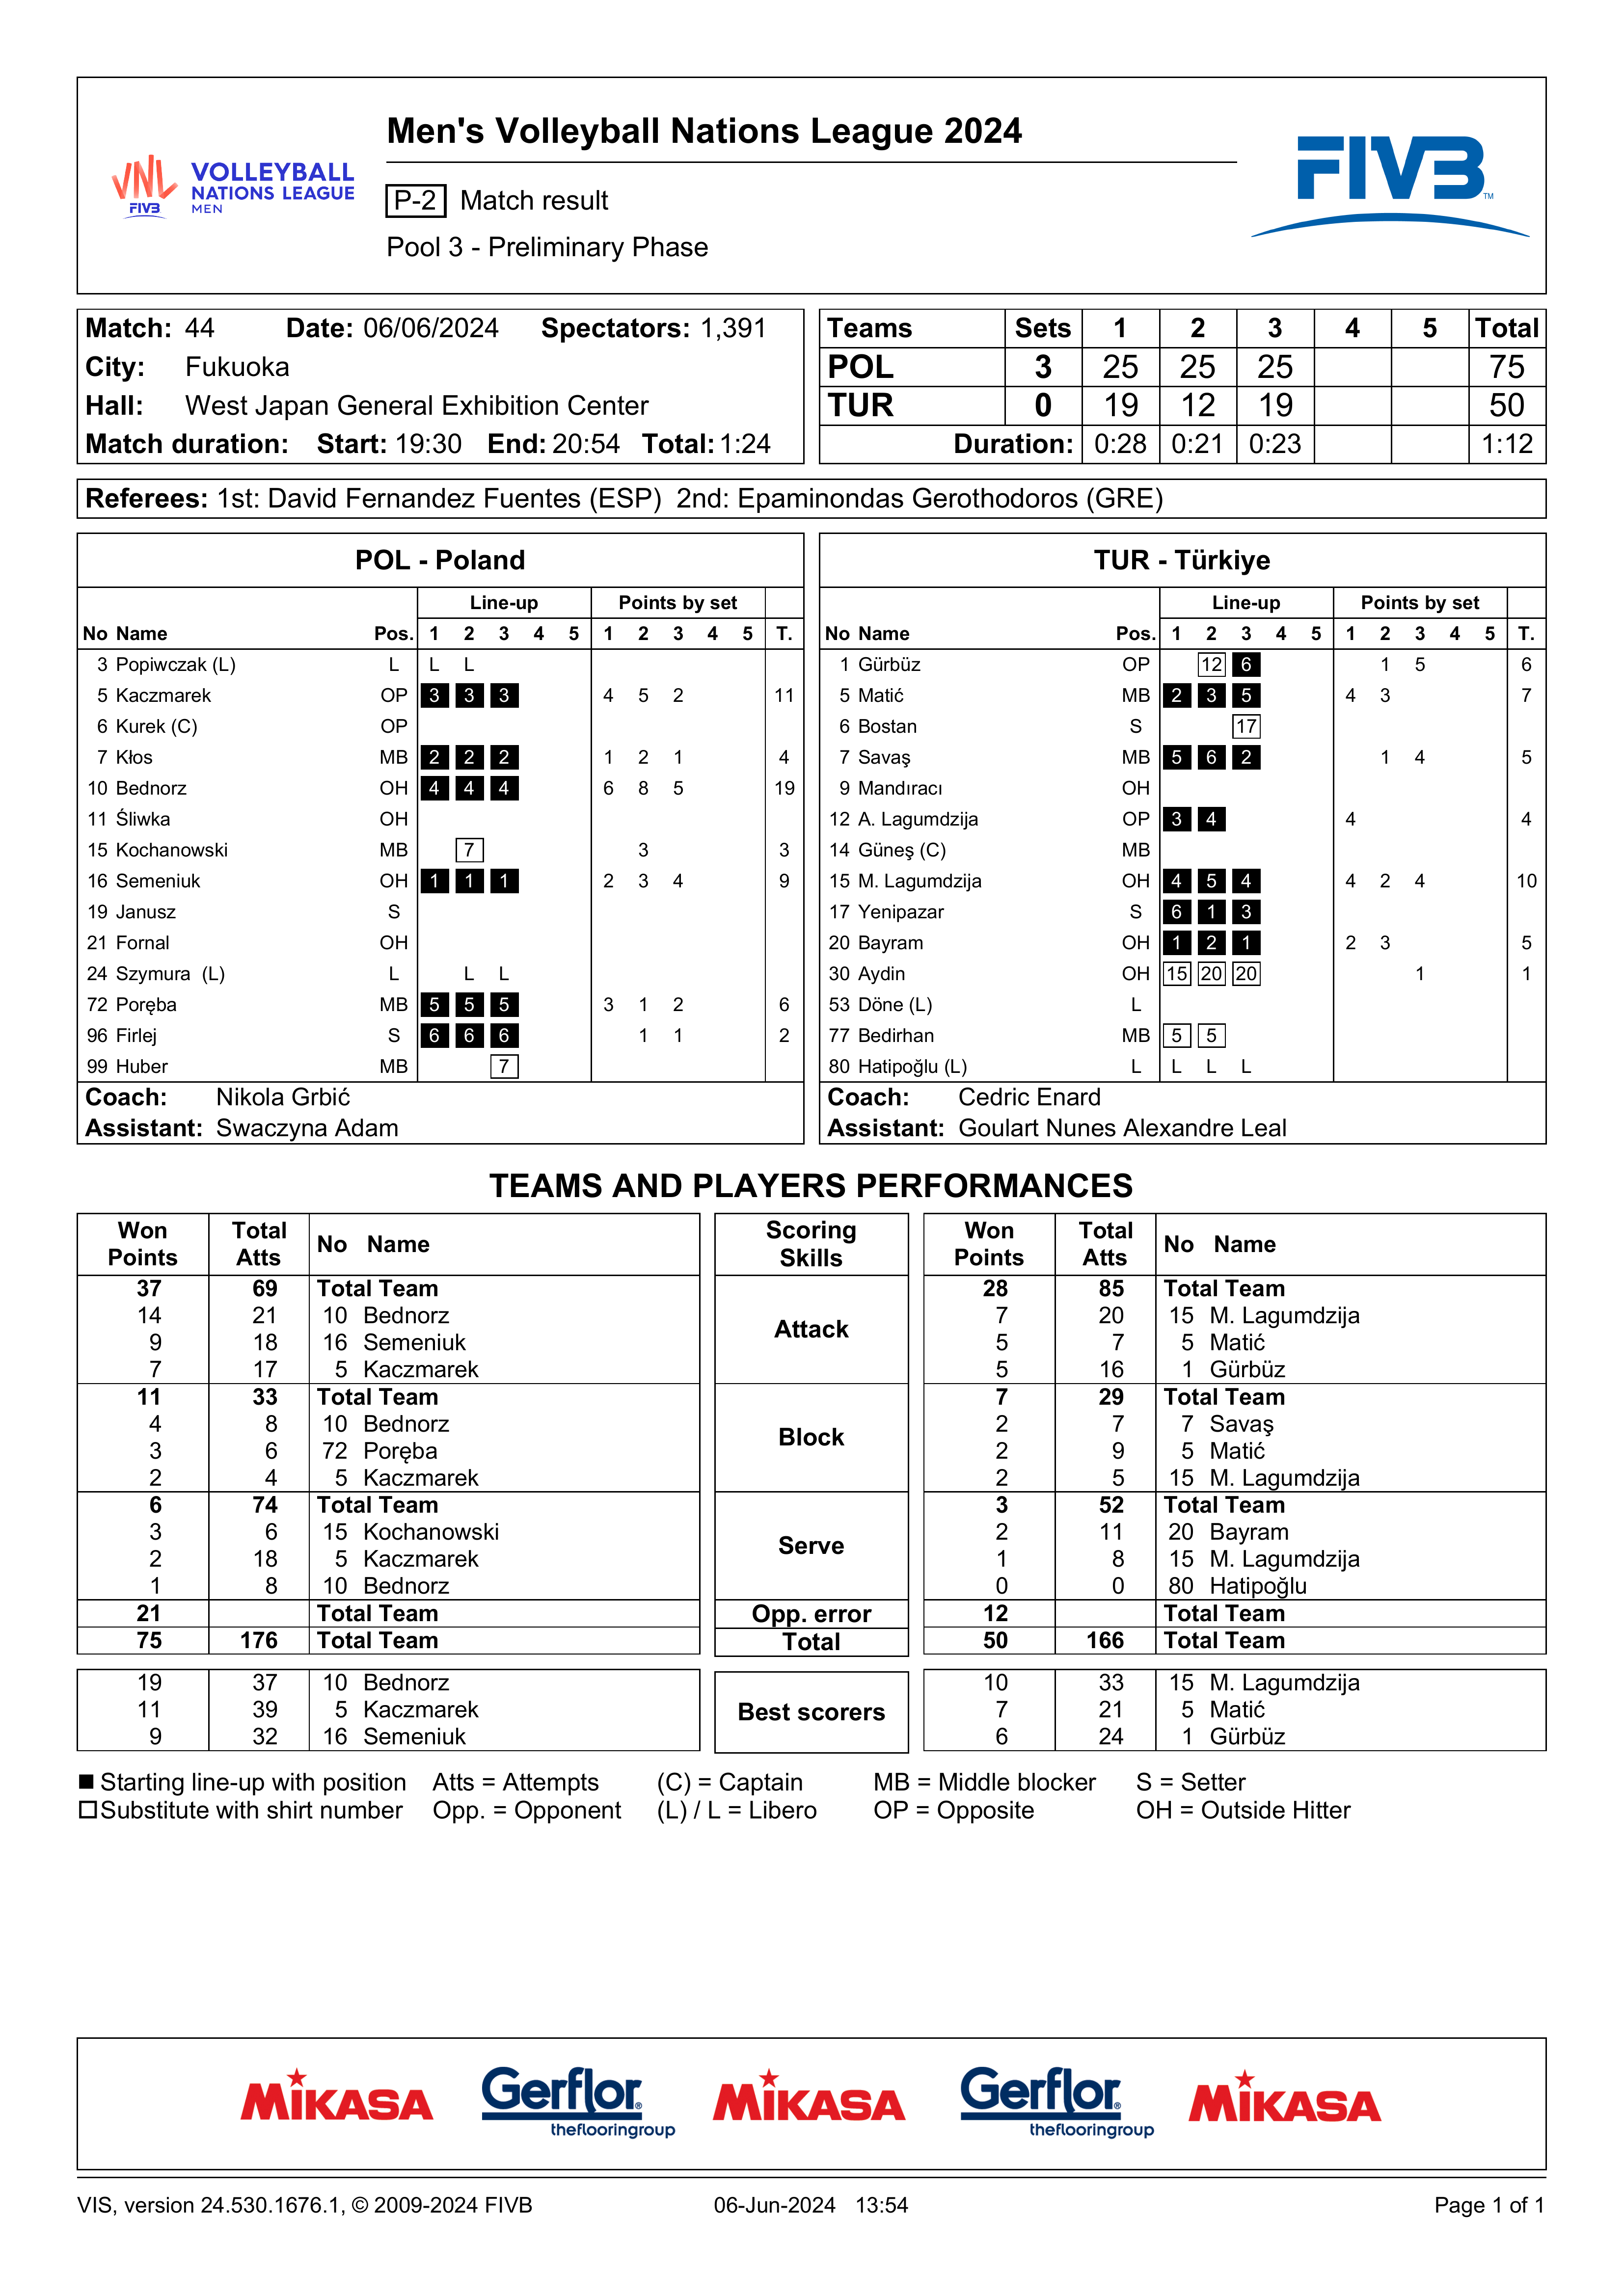 Men's Volleyball Nations League 2024
VNL FIVB VOLLEYBALL NATIONS LEAGUE MEN
P-2 Match result
Pool 3 - Preliminary Phase
FIVB TM
Match: 44 Date: 06/06/2024 Spectators: 1,391
City: Fukuoka
Hall: West Japan General Exhibition Center
Match duration: Start: 19:30 End: 20:54 Total: 1:24
Teams Sets 1 2 3 4 5 Total
POL 3 25 25 25 75
TUR 0 19 12 19 50
Duration: 0:28 0:21 0:23 1:12
Referees: 1st: David Fernandez Fuentes (ESP) 2nd: Epaminondas Gerothodoros (GRE)
POL - Poland
Line-up Points by set
No Name Pos. 1 2 3 4 5 1 2 3 4 5 T.
3 Popiwczak (L) L L L
5 Kaczmarek OP 3 3 3 4 5 2 11
6 Kurek (C) OP
7 Kłos MB 2 2 2 1 2 1 4
10 Bednorz OH 4 4 4 6 8 5 19
11 Śliwka OH
15 Kochanowski MB 7 3 3
16 Semeniuk OH 1 1 1 2 3 4 9
19 Janusz S
21 Fornal OH
24 Szymura (L) L L L
72 Poręba MB 5 5 5 3 1 2 6
96 Firlej S 6 6 6 1 1 2
99 Huber MB 7
Coach: Nikola Grbić
Assistant: Swaczyna Adam
TUR - Türkiye
Line-up Points by set
No Name Pos. 1 2 3 4 5 1 2 3 4 5 T.
1 Gürbüz OP 12 6 1 5 6
5 Matić MB 2 3 5 4 3 7
6 Bostan S 17
7 Savaş MB 5 6 2 1 4 5
9 Mandıracı OH
12 A. Lagumdzija OP 3 4 4 4
14 Güneş (C) MB
15 M. Lagumdzija OH 4 5 4 4 2 4 10
17 Yenipazar S 6 1 3
20 Bayram OH 1 2 1 2 3 5
30 Aydin OH 15 20 20 1 1
53 Döne (L) L
77 Bedirhan MB 5 5
80 Hatipoğlu (L) L L L L
Coach: Cedric Enard
Assistant: Goulart Nunes Alexandre Leal
TEAMS AND PLAYERS PERFORMANCES
Won Points Total Atts No Name Scoring Skills Won Points Total Atts No Name
37 69 Total Team 28 85 Total Team
14 21 10 Bednorz Attack 7 20 15 M. Lagumdzija
9 18 16 Semeniuk 5 7 5 Matić
7 17 5 Kaczmarek 5 16 1 Gürbüz
11 33 Total Team 7 29 Total Team
4 8 10 Bednorz Block 2 7 7 Savaş
3 6 72 Poręba 2 9 5 Matić
2 4 5 Kaczmarek 2 5 15 M. Lagumdzija
6 74 Total Team 3 52 Total Team
3 6 15 Kochanowski Serve 2 11 20 Bayram
2 18 5 Kaczmarek 1 8 15 M. Lagumdzija
1 8 10 Bednorz 0 0 80 Hatipoğlu
21 Total Team Opp. error 12 Total Team
75 176 Total Team Total 50 166 Total Team
19 37 10 Bednorz 10 33 15 M. Lagumdzija
11 39 5 Kaczmarek Best scorers 7 21 5 Matić
9 32 16 Semeniuk 6 24 1 Gürbüz
Starting line-up with position Atts = Attempts (C) = Captain MB = Middle blocker S = Setter
Substitute with shirt number Opp. = Opponent (L) / L = Libero OP = Opposite OH = Outside Hitter
MIKASA Gerflor® theflooringgroup MIKASA Gerflor® theflooringgroup MIKASA
VIS, version 24.530.1676.1, © 2009-2024 FIVB 06-Jun-2024 13:54 Page 1 of 1